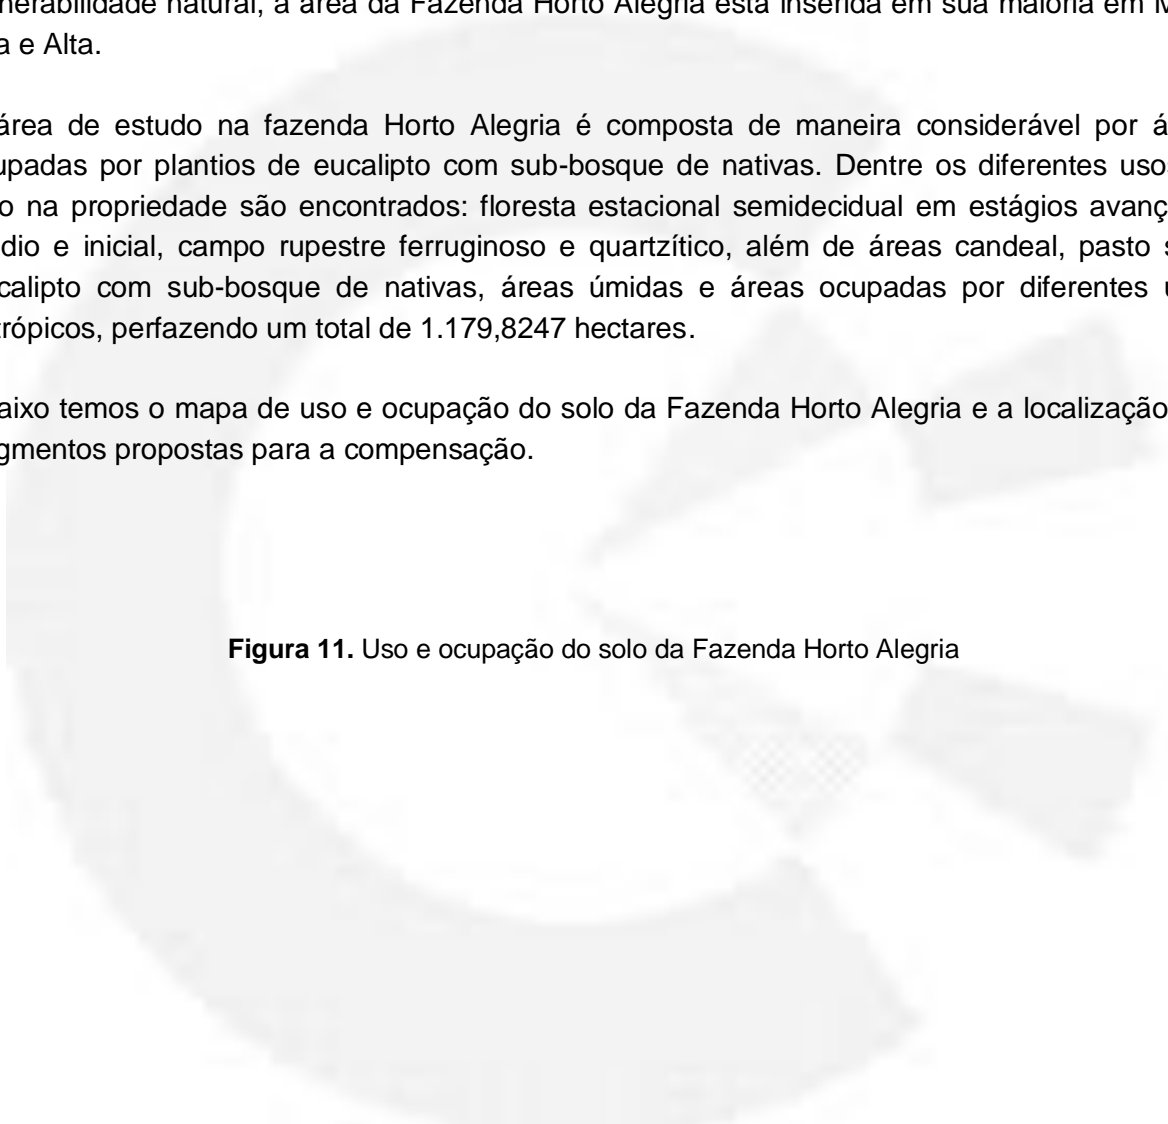 nerabilidade natural, a área da Fazenda Horto Alegria está inserida em sua maioria em M
a e Alta.
área de estudo na fazenda Horto Alegria é composta de maneira considerável por á
upadas por plantios de eucalipto com sub-bosque de nativas. Dentre os diferentes usos
o na propriedade são encontrados: floresta estacional semidecidual em estágios avanç
dio e inicial, campo rupestre ferruginoso e quartzítico, além de áreas candeal, pasto s
calipto com sub-bosque de nativas, áreas úmidas e áreas ocupadas por diferentes u
trópicos, perfazendo um total de 1.179,8247 hectares.
aixo temos o mapa de uso e ocupação do solo da Fazenda Horto Alegria e a localização
gmentos propostas para a compensação.
Figura 11. Uso e ocupação do solo da Fazenda Horto Alegria